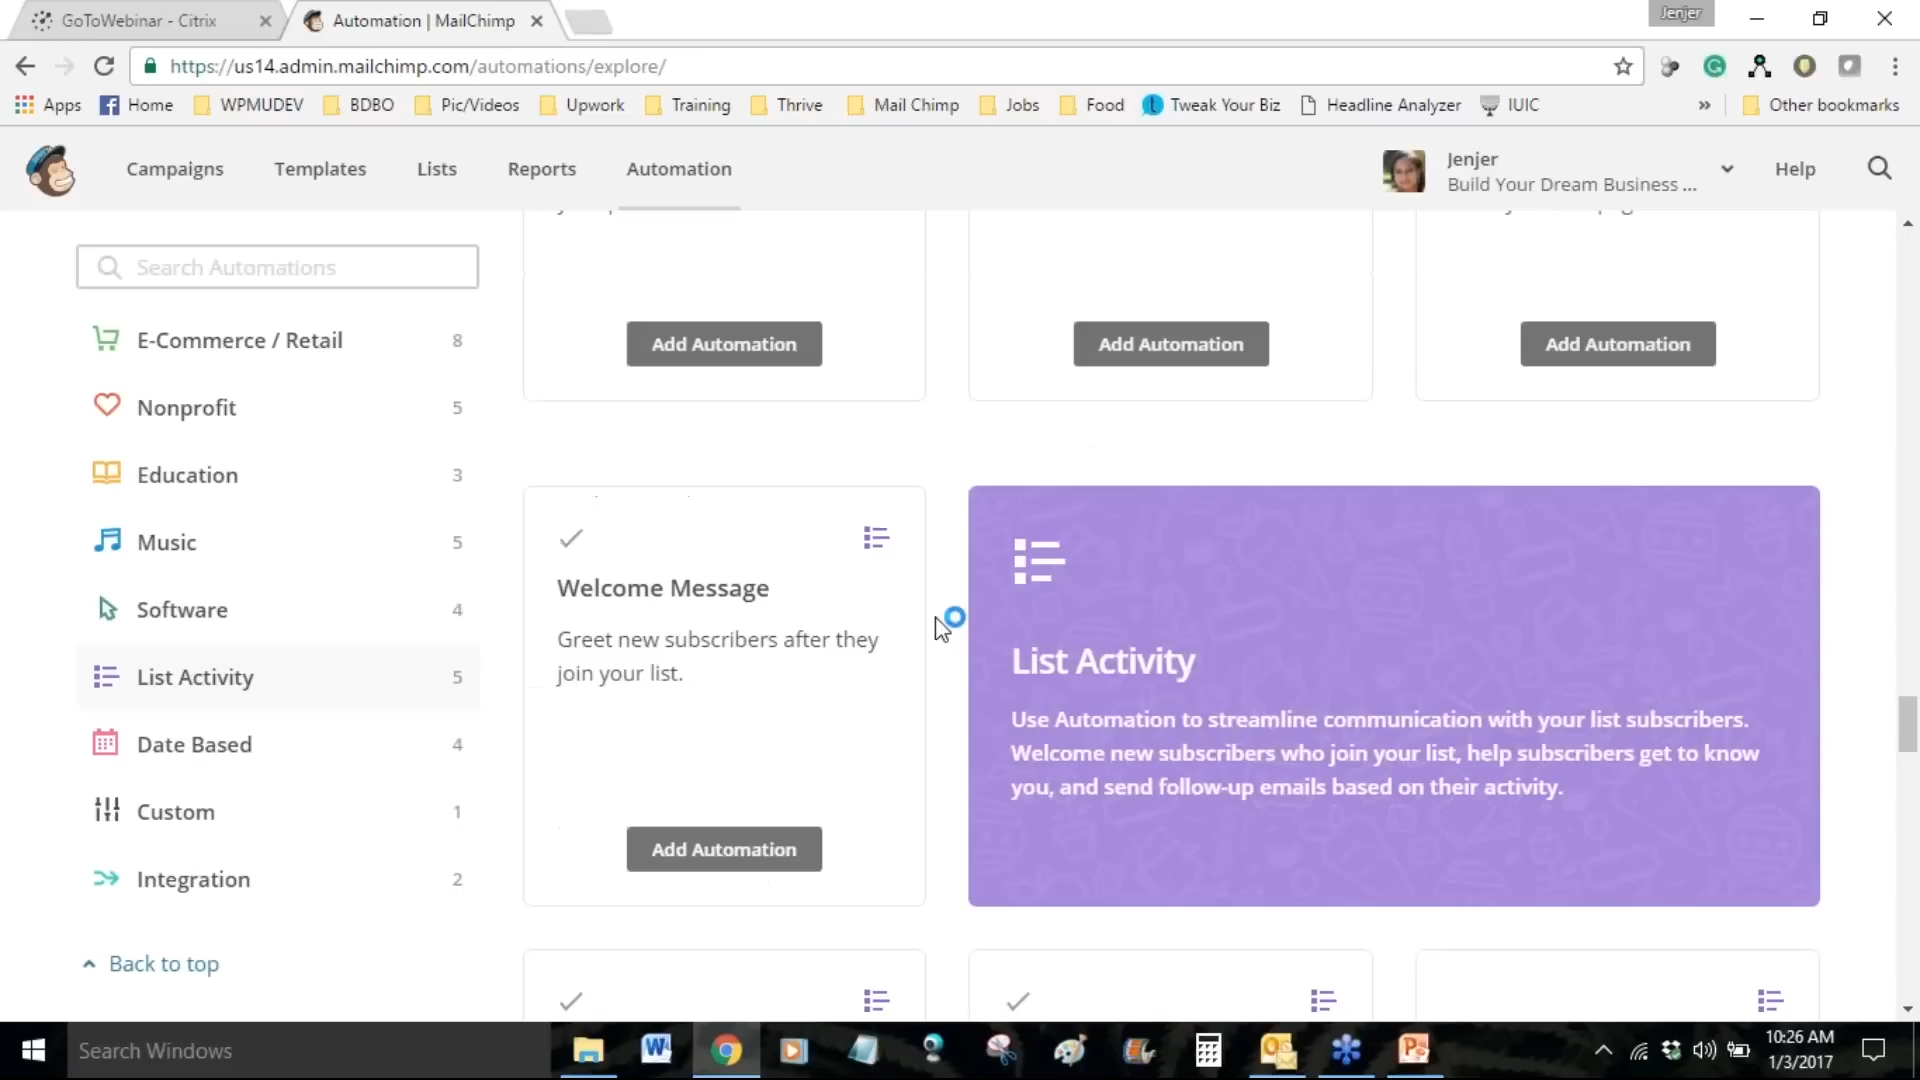 GoToWebinar - Citrix
Automation | MailChimp
Jenjer
https://us14.admin.mailchimp.com/automations/explore/
Apps
Home
WPMUDEV
BDBO
Pic/Videos
Upwork
Training
Thrive
Mail Chimp
Jobs
Food
Tweak Your Biz
Headline Analyzer
IUIC
»
Other bookmarks
Campaigns
Templates
Lists
Reports
Automation
Jenjer
Build Your Dream Business ...
Help
Search Automations
E-Commerce / Retail 8
Nonprofit 5
Education 3
Music 5
Software 4
List Activity 5
Date Based 4
Custom 1
Integration 2
Back to top
Add Automation
Add Automation
Add Automation
Welcome Message
Greet new subscribers after they
join your list.
Add Automation
List Activity
Use Automation to streamline communication with your list subscribers.
Welcome new subscribers who join your list, help subscribers get to know
you, and send follow-up emails based on their activity.
Search Windows
10:26 AM
1/3/2017